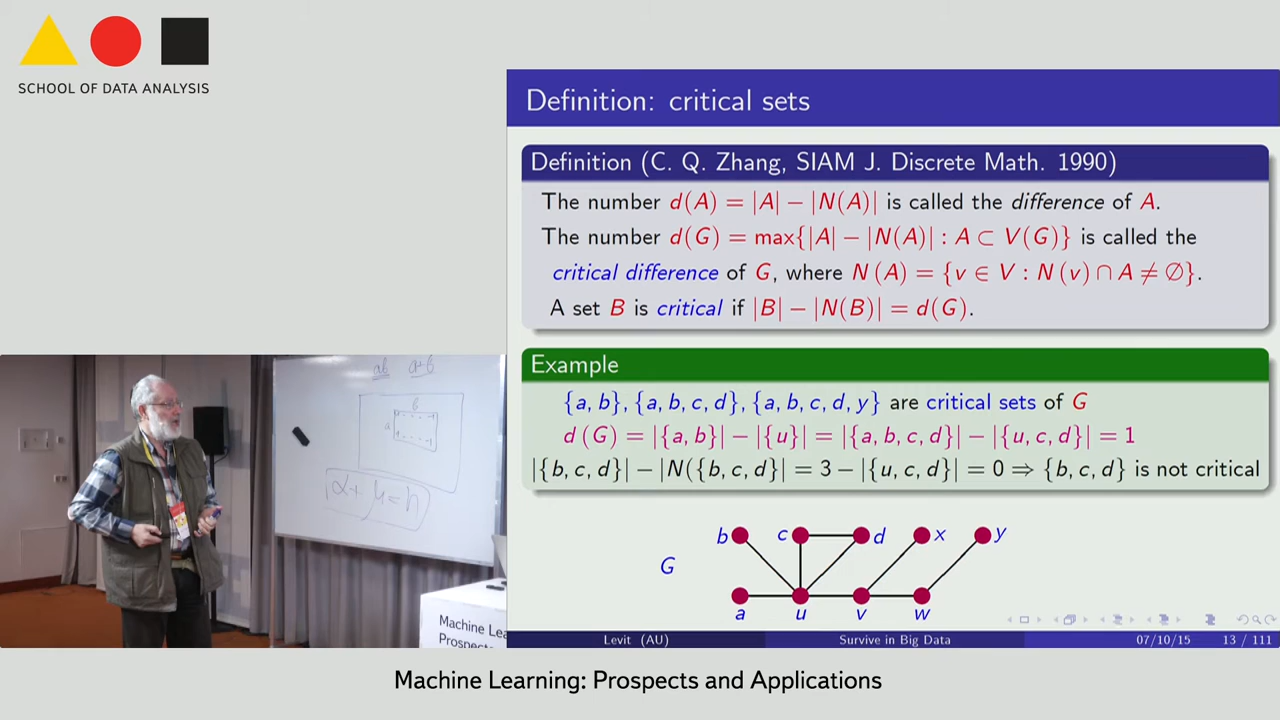 SCHOOL OF DATA ANALYSIS
Definition: critical sets
Definition (C. Q. Zhang, SIAM J. Discrete Math. 1990)
The number d(A) = |A| − |N(A)| is called the difference of A.
The number d(G) = max{|A| − |N(A)| : A ⊂ V(G)} is called the
critical difference of G, where N(A) = {v ∈ V : N(v) ∩ A ≠ ∅}.
A set B is critical if |B| − |N(B)| = d(G).
Example
{a, b}, {a, b, c, d}, {a, b, c, d, y} are critical sets of G
d(G) = |{a, b}| − |{u}| = |{a, b, c, d}| − |{u, c, d}| = 1
|{b, c, d}| − |N({b, c, d}| = 3 − |{u, c, d}| = 0 ⇒ {b, c, d} is not critical
b c d x y
G
a u v w
Levit (AU) Survive in Big Data 07/10/15 13 / 111
ab a+b
b
a
α + μ = n
Machine Lear
Prospects
Machine Learning: Prospects and Applications